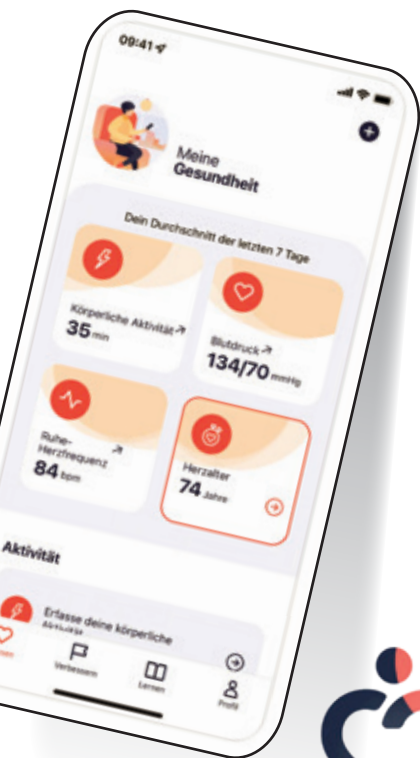 09:41
Meine
Gesundheit
Dein Durchschnitt der letzten 7 Tage
Körperliche Aktivität
35 min
Blutdruck
134/70 mmHg
Ruhe-
Herzfrequenz
84 bpm
Herzalter
74 Jahre
Aktivität
Erfasse deine körperliche
Aktivität
Verbessern
Lernen
Profil